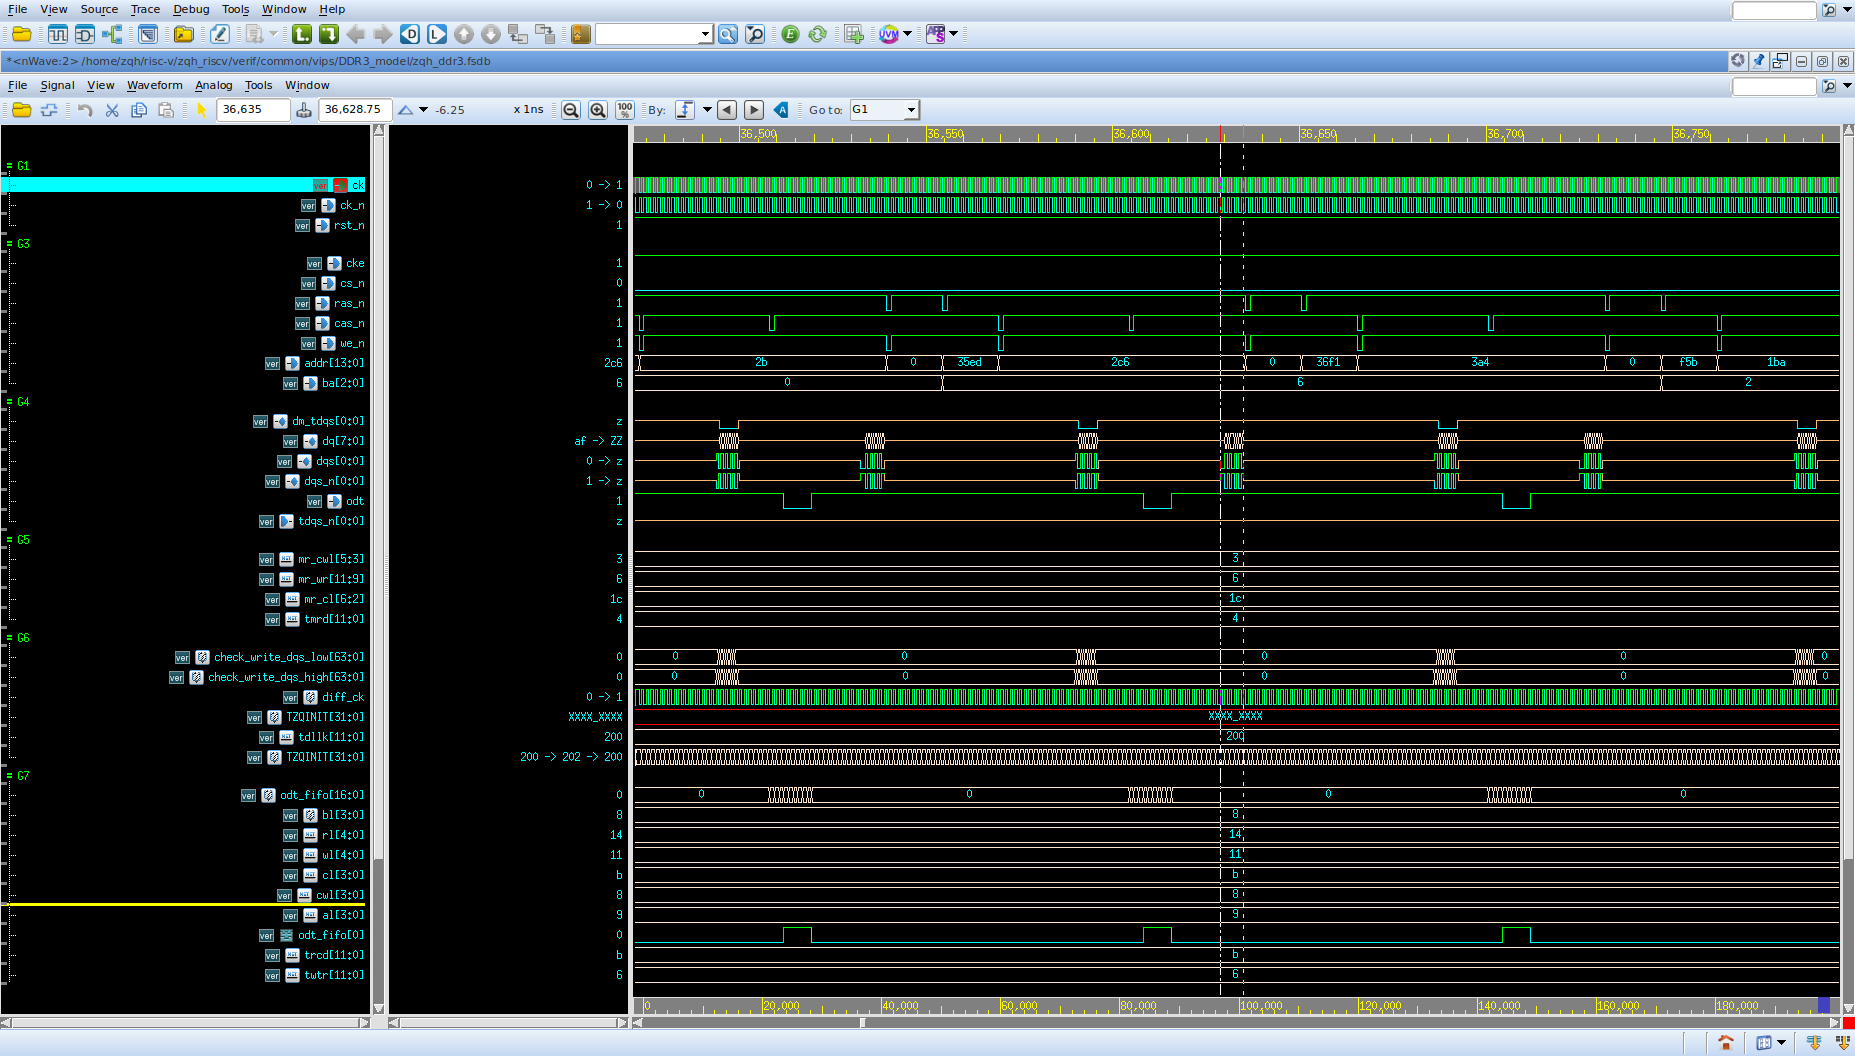 File View Source Trace Debug Tools Window Help
*<nWave:2> /home/zqh/risc-v/zqh_riscv/verif/common/vips/DDR3_model/zqh_ddr3.fsdb
File Signal View Waveform Analog Tools Window
36,635 36,628.75 -6.25 x 1ns 100 % By: Go to: G1
36,500 36,550 36,600 36,650 36,700 36,750
G1
ver ck 0 -> 1
ver ck_n 1 -> 0
ver rst_n 1
G3
ver cke 1
ver cs_n 0
ver ras_n 1
ver cas_n 1
ver we_n 1
ver addr[13:0] 2c6 2b 0 35ed 2c6 0 36f1 3a4 0 f5b 1ba
ver ba[2:0] 6 0 6 2
G4
ver dm_tdqs[0:0] z
ver dq[7:0] af -> ZZ
ver dqs[0:0] 0 -> z
ver dqs_n[0:0] 1 -> z
ver odt 1
ver tdqs_n[0:0] z
G5
ver mr_cwl[5:3] 3 3
ver mr_wr[11:9] 6 6
ver mr_cl[6:2] 1c 1c
ver tmrd[11:0] 4 4
G6
ver check_write_dqs_low[63:0] 0 0 0 0 0 0
ver check_write_dqs_high[63:0] 0 0 0 0 0 0
ver diff_ck 0 -> 1
ver TZQINIT[31:0] XXXX_XXXX XXXX_XXXX
ver tdllk[11:0] 200 200
ver TZQINIT[31:0] 200 -> 202 -> 200
G7
ver odt_fifo[16:0] 0 0 0 0 0
ver bl[3:0] 8 8
ver rl[4:0] 14 14
ver wl[4:0] 11 11
ver cl[3:0] b b
ver cwl[3:0] 8 8
ver al[3:0] 9 9
ver odt_fifo[0] 0
ver trcd[11:0] b b
ver twtr[11:0] 6 6
0 20,000 40,000 60,000 80,000 100,000 120,000 140,000 160,000 180,000